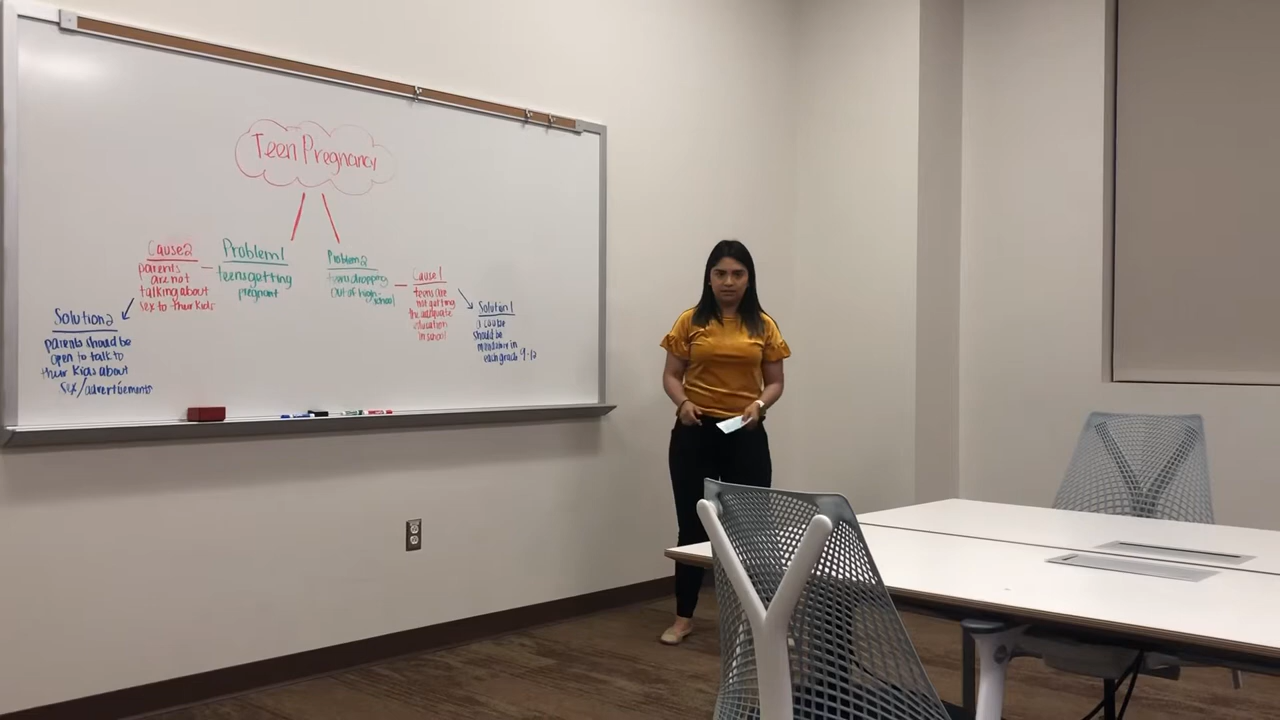 Teen Pregnancy
Problem1
teens getting
pregnant
Cause2
parents
are not
talking about
sex to their kids
Solution2
parents should be
open to talk to
their kids about
sex/advertisements
Problem2
teens dropping
out of high-
school
Cause1
teens are
not getting
the adequate
education
in school
Solution1
a course
should be
mandatory in
each grade 9-12